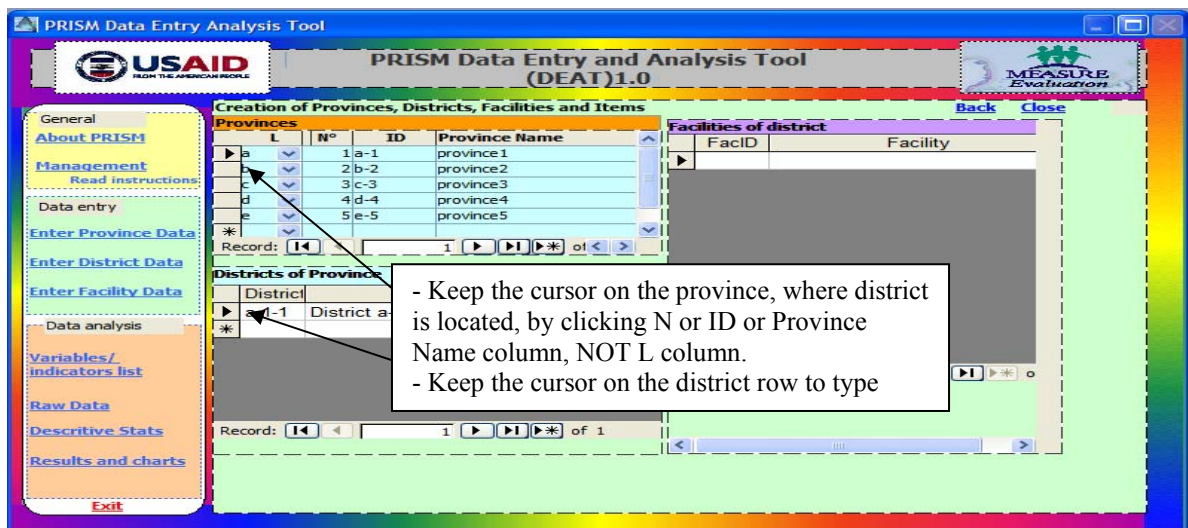 PRISM Data Entry Analysis Tool
USAID
FROM THE AMERICAN PEOPLE
PRISM Data Entry and Analysis Tool
(DEAT)1.0
MEASURE
Evaluation
General
About PRISM
Management
Read instructions
Data entry
Enter Province Data
Enter District Data
Enter Facility Data
Data analysis
Variables/
indicators list
Raw Data
Descritive Stats
Results and charts
Exit
Creation of Provinces, Districts, Facilities and Items
Back Close
Provinces
L N° ID Province Name
a 1 a-1 province1
b 2 b-2 province2
c 3 c-3 province3
d 4 d-4 province4
e 5 e-5 province5
Record: 1 of
Districts of Province
District
a-1-1 District a-
Record: 1 of 1
Facilities of district
FacID Facility
o
- Keep the cursor on the province, where district
is located, by clicking N or ID or Province
Name column, NOT L column.
- Keep the cursor on the district row to type